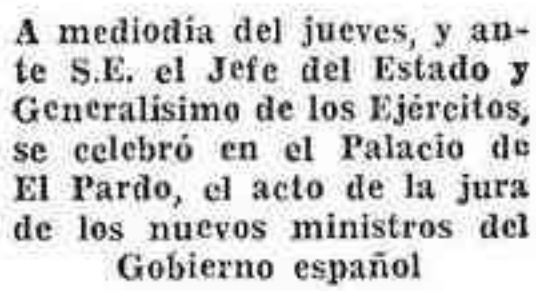 A mediodía del jueves, y an-
te S.E. el Jefe del Estado y
Generalísimo de los Ejércitos,
se celebró en el Palacio de
El Pardo, el acto de la jura
de los nuevos ministros del
Gobierno español